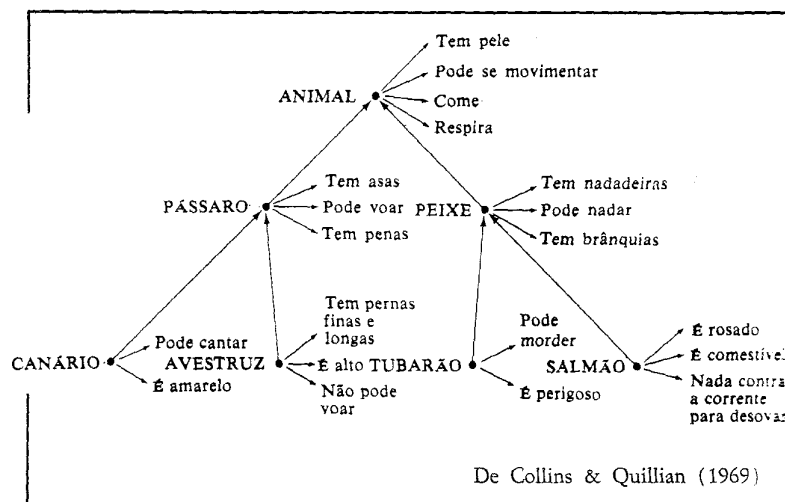 Tem pele
Pode se movimentar
ANIMAL
Come
Respira
Tem asas
PÁSSARO
Pode voar
Tem penas
Tem nadadeiras
PEIXE
Pode nadar
Tem brânquias
CANÁRIO
Pode cantar
É amarelo
AVESTRUZ
Tem pernas
finas e
longas
É alto
Não pode
voar
TUBARÃO
Pode
morder
É perigoso
SALMÃO
É rosado
É comestível
Nada contra
a corrente
para desovar
De Collins & Quillian (1969)